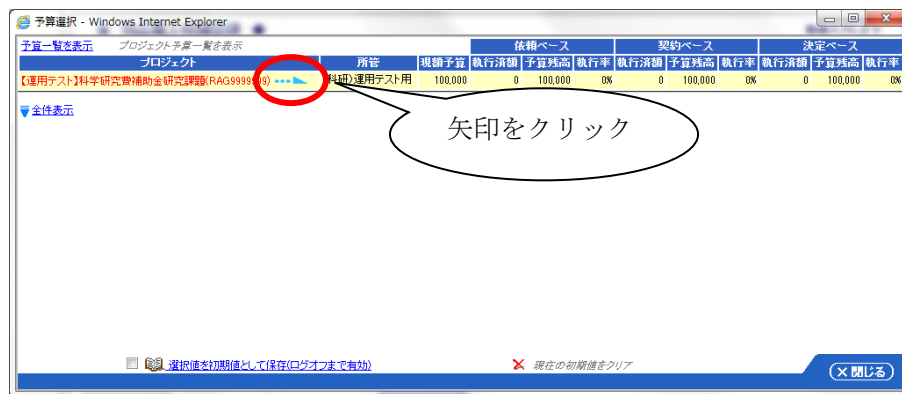 予算選択 - Windows Internet Explorer
予算一覧を表示 プロジェクト予算一覧を表示 依頼ベース 契約ベース 決定ベース
プロジェクト 所管 現額予算 執行済額 予算残高 執行率 執行済額 予算残高 執行率 執行済額 予算残高 執行率
【運用テスト】科学研究費補助金研究課題(RAG9999999) 科研)運用テスト用 100,000 0 100,000 0% 0 100,000 0% 0 100,000 0%
全件表示
矢印をクリック
選択値を初期値として保存(ログオフまで有効) 現在の初期値をクリア
×閉じる